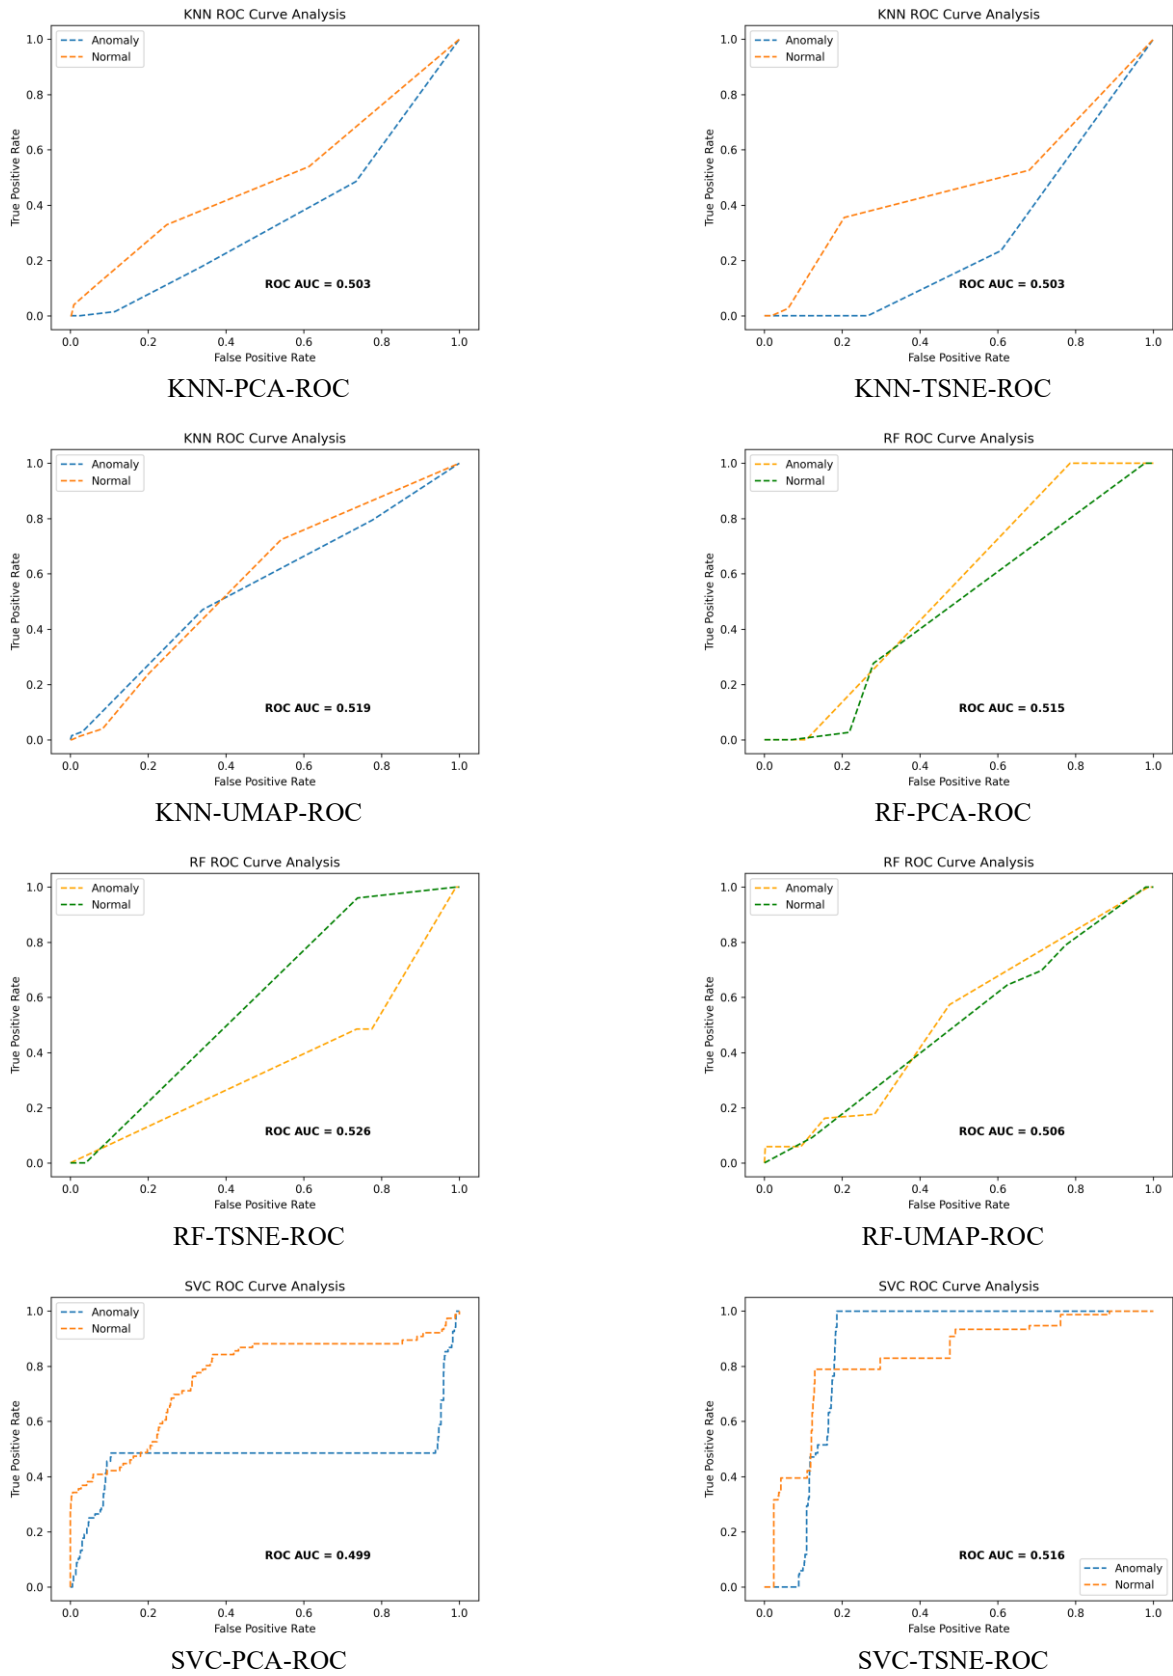 KNN ROC Curve Analysis
1.0
0.8
0.6
0.4
0.2
0.0
True Positive Rate
Anomaly
Normal
ROC AUC = 0.503
0.0 0.2 0.4 0.6 0.8 1.0
False Positive Rate
KNN-PCA-ROC
KNN ROC Curve Analysis
1.0
0.8
0.6
0.4
0.2
0.0
True Positive Rate
Anomaly
Normal
ROC AUC = 0.503
0.0 0.2 0.4 0.6 0.8 1.0
False Positive Rate
KNN-TSNE-ROC
KNN ROC Curve Analysis
1.0
0.8
0.6
0.4
0.2
0.0
True Positive Rate
Anomaly
Normal
ROC AUC = 0.519
0.0 0.2 0.4 0.6 0.8 1.0
False Positive Rate
KNN-UMAP-ROC
RF ROC Curve Analysis
1.0
0.8
0.6
0.4
0.2
0.0
True Positive Rate
Anomaly
Normal
ROC AUC = 0.515
0.0 0.2 0.4 0.6 0.8 1.0
False Positive Rate
RF-PCA-ROC
RF ROC Curve Analysis
1.0
0.8
0.6
0.4
0.2
0.0
True Positive Rate
Anomaly
Normal
ROC AUC = 0.526
0.0 0.2 0.4 0.6 0.8 1.0
False Positive Rate
RF-TSNE-ROC
RF ROC Curve Analysis
1.0
0.8
0.6
0.4
0.2
0.0
True Positive Rate
Anomaly
Normal
ROC AUC = 0.506
0.0 0.2 0.4 0.6 0.8 1.0
False Positive Rate
RF-UMAP-ROC
SVC ROC Curve Analysis
1.0
0.8
0.6
0.4
0.2
0.0
True Positive Rate
Anomaly
Normal
ROC AUC = 0.499
0.0 0.2 0.4 0.6 0.8 1.0
False Positive Rate
SVC-PCA-ROC
SVC ROC Curve Analysis
1.0
0.8
0.6
0.4
0.2
0.0
True Positive Rate
ROC AUC = 0.516
Anomaly
Normal
0.0 0.2 0.4 0.6 0.8 1.0
False Positive Rate
SVC-TSNE-ROC